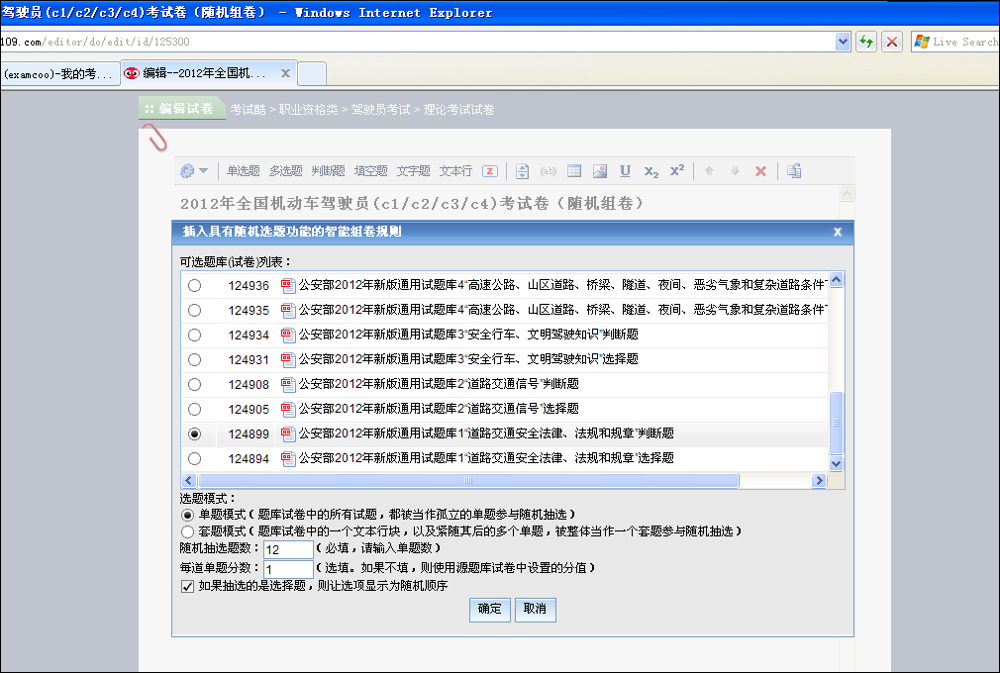 驾驶员(c1/c2/c3/c4)考试卷（随机组卷） - Windows Internet Explorer
109.com/editor/do/edit/id/125300
Live Search
(examcoo)-我的考... 编辑--2012年全国机... X
编辑试卷 考试酷 > 职业资格类 > 驾驶员考试 > 理论考试试卷
单选题 多选题 判断题 填空题 文字题 文本行 Z (ab) U X2 X2
2012年全国机动车驾驶员(c1/c2/c3/c4)考试卷（随机组卷）
插入具有随机选题功能的智能组卷规则 X
可选题库(试卷)列表：
124936 公安部2012年新版通用试题库4“高速公路、山区道路、桥梁、隧道、夜间、恶劣气象和复杂道路条件下
124935 公安部2012年新版通用试题库4“高速公路、山区道路、桥梁、隧道、夜间、恶劣气象和复杂道路条件下
124934 公安部2012年新版通用试题库3“安全行车、文明驾驶知识”判断题
124931 公安部2012年新版通用试题库3“安全行车、文明驾驶知识”选择题
124908 公安部2012年新版通用试题库2“道路交通信号”判断题
124905 公安部2012年新版通用试题库2“道路交通信号”选择题
124899 公安部2012年新版通用试题库1“道路交通安全法律、法规和规章”判断题
124894 公安部2012年新版通用试题库1“道路交通安全法律、法规和规章”选择题
选题模式：
单题模式（题库试卷中的所有试题，都被当作孤立的单题参与随机抽选）
套题模式（题库试卷中的一个文本行块，以及紧随其后的多个单题，被整体当作一个套题参与随机抽选）
随机抽选题数： 12 （必填，请输入单题数）
每道单题分数： 1 （选填。如果不填，则使用源题库试卷中设置的分值）
如果抽选的是选择题，则让选项显示为随机顺序
确定 取消